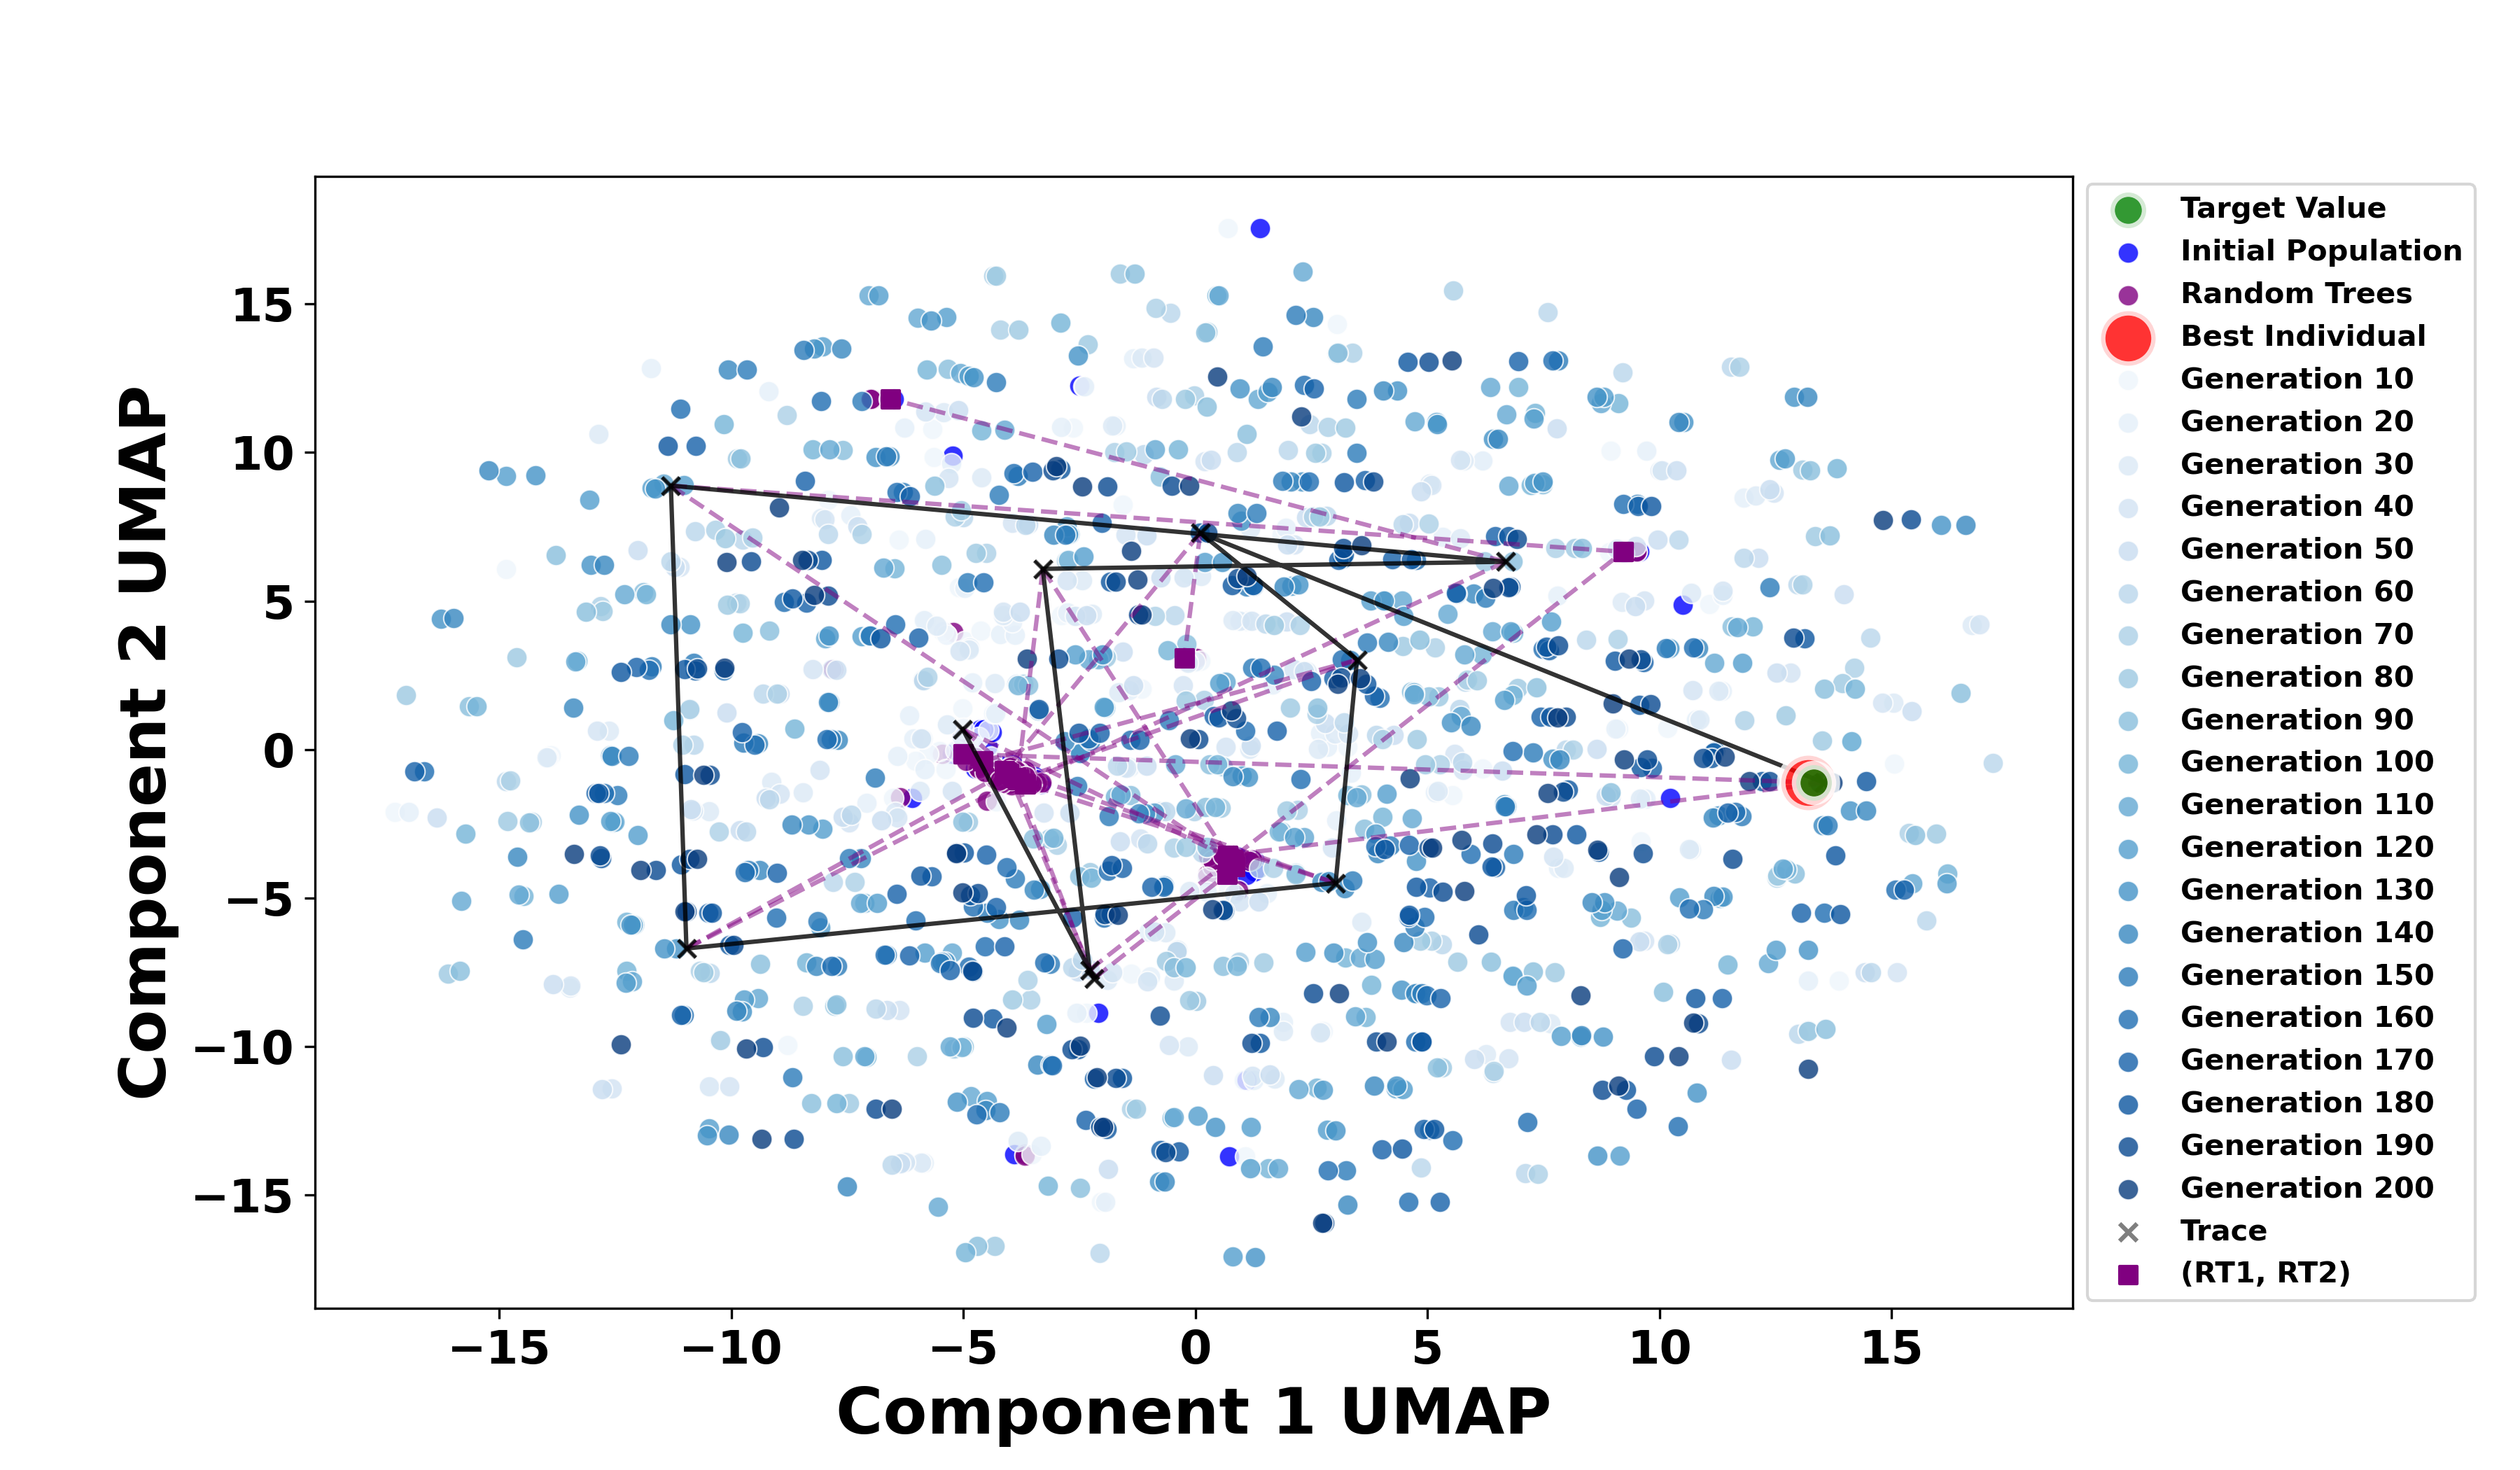 Component 2 UMAP
15
10
5
0
−5
−10
−15
−15
−10
−5
0
5
10
15
Component 1 UMAP
Target Value
Initial Population
Random Trees
Best Individual
Generation 10
Generation 20
Generation 30
Generation 40
Generation 50
Generation 60
Generation 70
Generation 80
Generation 90
Generation 100
Generation 110
Generation 120
Generation 130
Generation 140
Generation 150
Generation 160
Generation 170
Generation 180
Generation 190
Generation 200
Trace
(RT1, RT2)